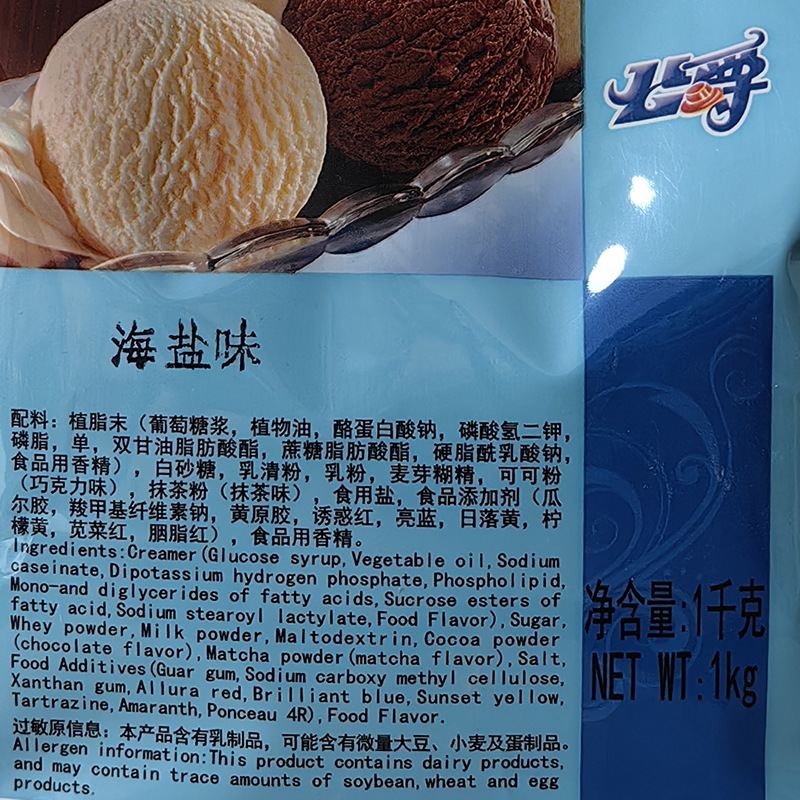 公爵
海盐味
配料：植脂末（葡萄糖浆，植物油，酪蛋白酸钠，磷酸氢二钾，
磷脂，单，双甘油脂肪酸酯，蔗糖脂肪酸酯，硬脂酰乳酸钠，
食品用香精），白砂糖，乳清粉，乳粉，麦芽糊精，可可粉
（巧克力味），抹茶粉（抹茶味），食用盐，食品添加剂（瓜
尔胶，羧甲基纤维素钠，黄原胶，诱惑红，亮蓝，日落黄，柠
檬黄，苋菜红，胭脂红），食品用香精。
Ingredients:Creamer(Glucose syrup,Vegetable oil,Sodium
caseinate,Dipotassium hydrogen phosphate,Phospholipid,
Mono-and diglycerides of fatty acids,Sucrose esters of
fatty acid,Sodium stearoyl lactylate,Food Flavor),Sugar,
Whey powder,Milk powder,Maltodextrin,Cocoa powder
(chocolate flavor),Matcha powder(matcha flavor),Salt,
Food Additives(Guar gum,Sodium carboxy methyl cellulose,
Xanthan gum,Allura red,Brilliant blue,Sunset yellow,
Tartrazine,Amaranth,Ponceau 4R),Food Flavor.
过敏原信息：本产品含有乳制品，可能含有微量大豆、小麦及蛋制品。
Allergen information:This product contains dairy products,
and may contain trace amounts of soybean,wheat and egg
products.
净含量:1千克
NET WT:1kg